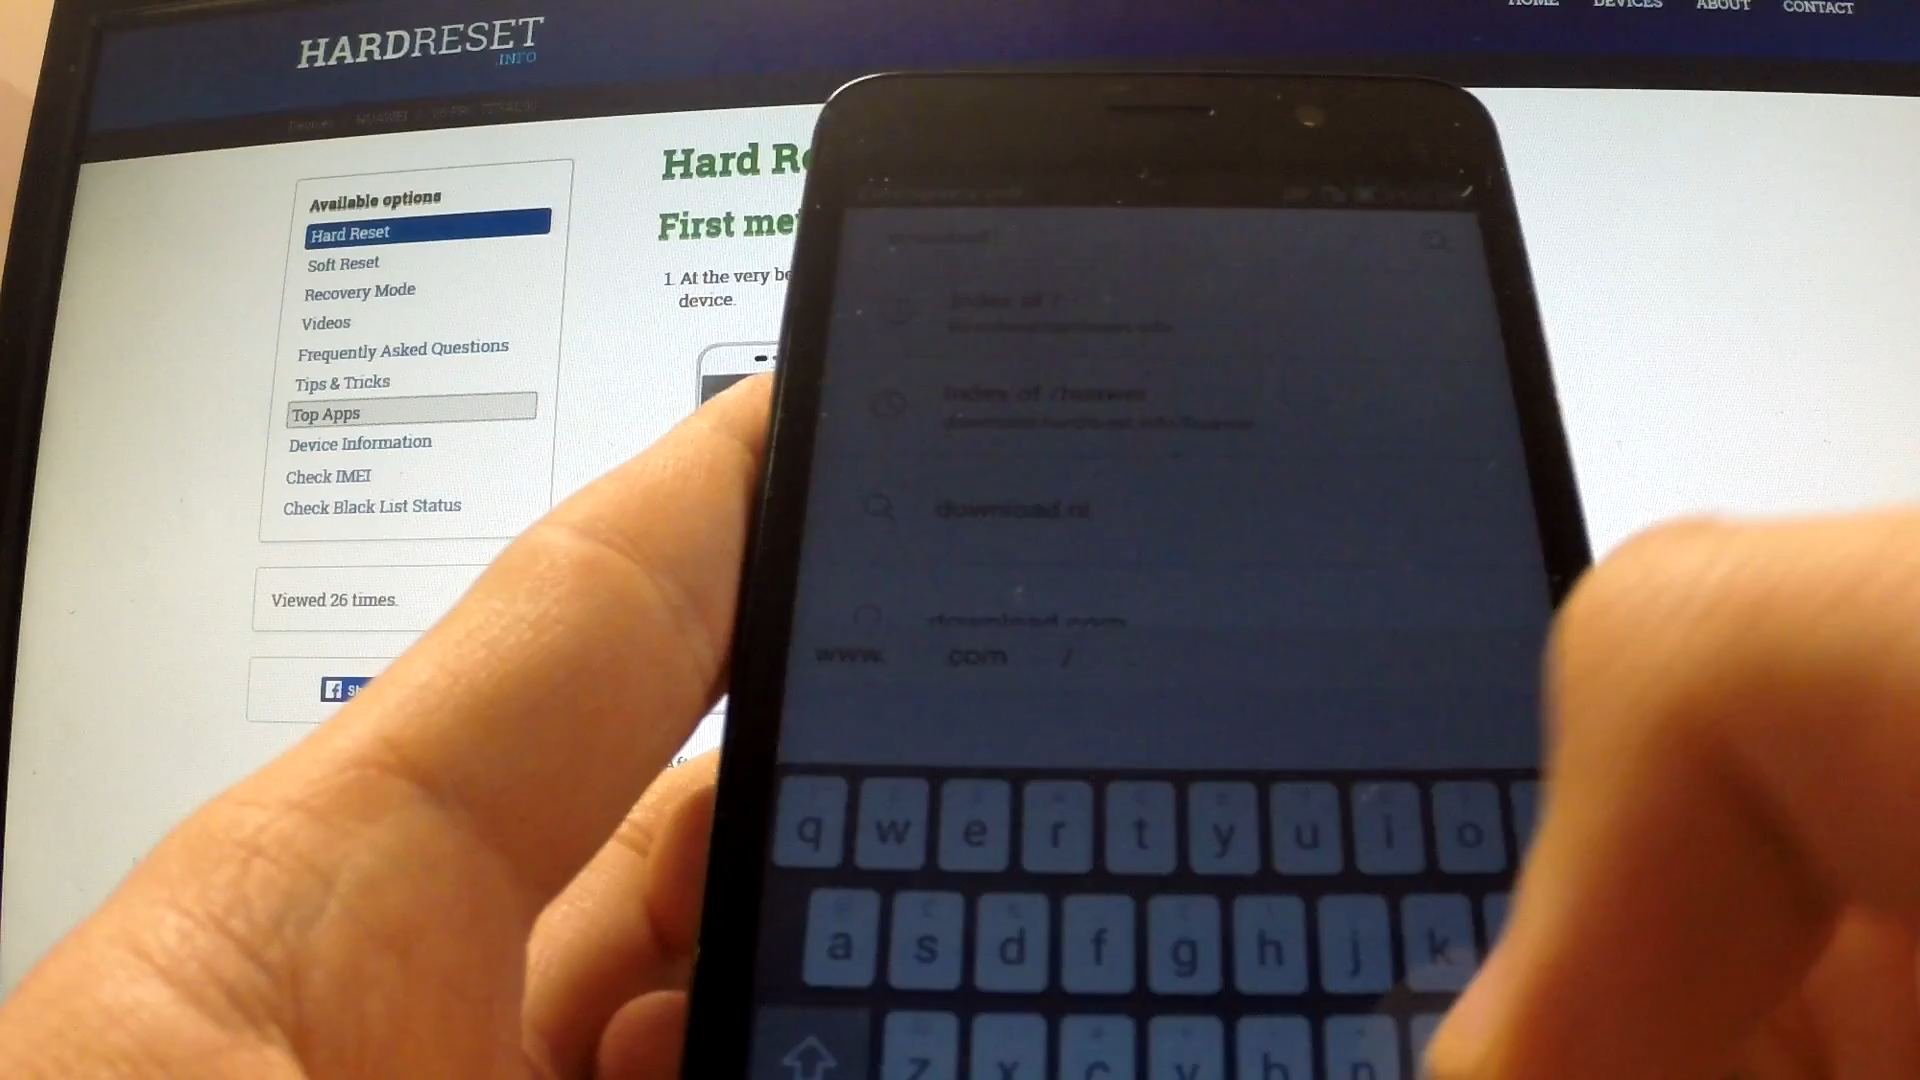 HOME DEVICES ABOUT CONTACT
HARDRESET
.INFO
Available options
Hard Reset
Soft Reset
Recovery Mode
Videos
Frequently Asked Questions
Tips & Tricks
Top Apps
Device Information
Check IMEI
Check Black List Status
Viewed 26 times.
Hard Re
First me
1. At the very be
device.
Index of /
Index of /huawei
download.nl
download.com
www. com /
q w e r t y u i o
a s d f g h j k
z x c v b n